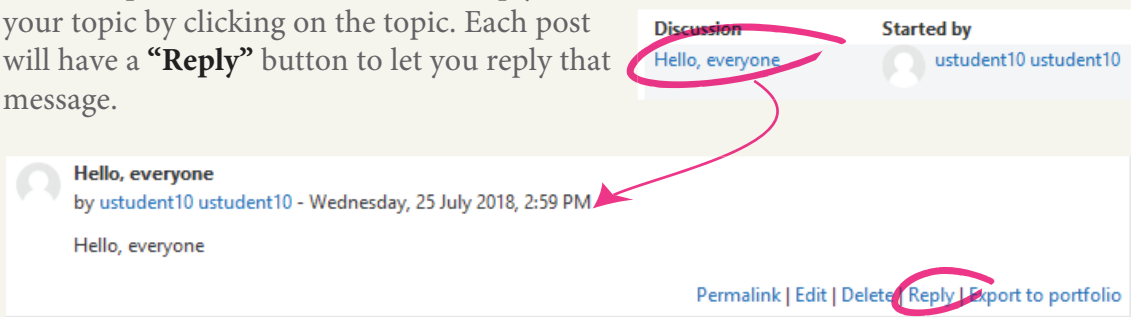 your topic by clicking on the topic. Each post
will have a “Reply” button to let you reply that
message.
Discussion Started by
Hello, everyone ustudent10 ustudent10
Hello, everyone
by ustudent10 ustudent10 - Wednesday, 25 July 2018, 2:59 PM
Hello, everyone
Permalink | Edit | Delete | Reply | Export to portfolio